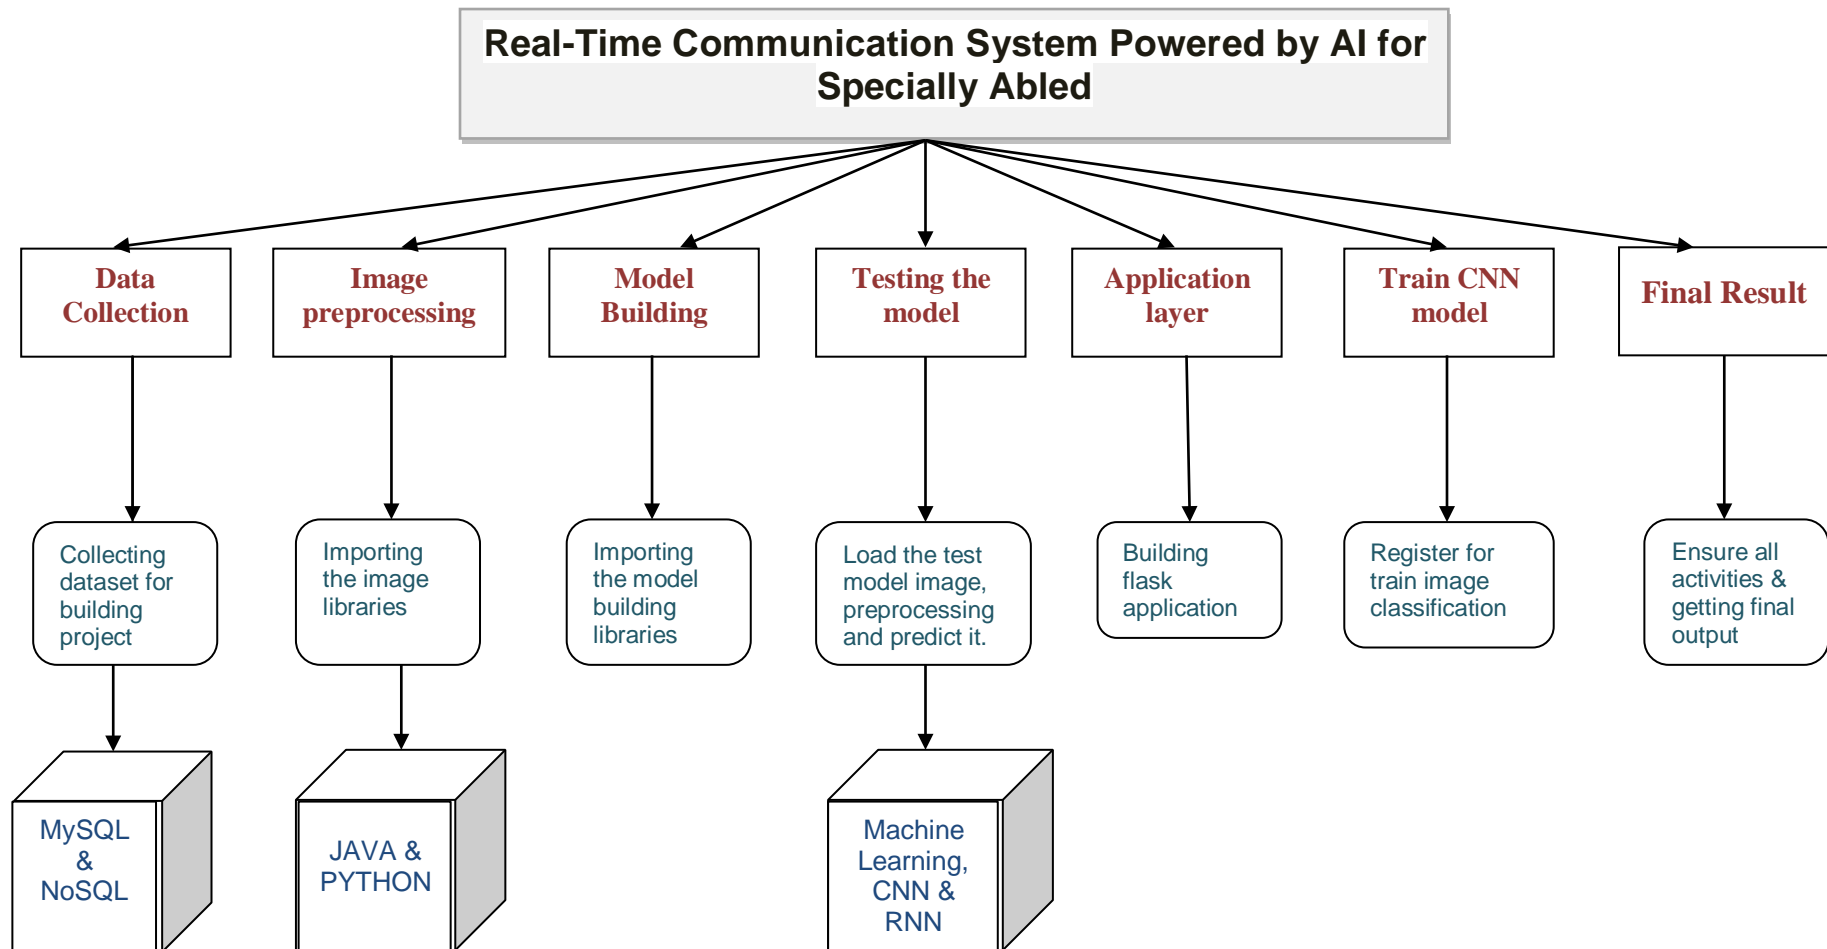 Real-Time Communication System Powered by AI for
Specially Abled
Data
Collection
Image
preprocessing
Model
Building
Testing the
model
Application
layer
Train CNN
model
Final Result
Collecting
dataset for
building
project
Importing
the image
libraries
Importing
the model
building
libraries
Load the test
model image,
preprocessing
and predict it.
Building
flask
application
Register for
train image
classification
Ensure all
activities &
getting final
output
MySQL
&
NoSQL
JAVA &
PYTHON
Machine
Learning,
CNN &
RNN